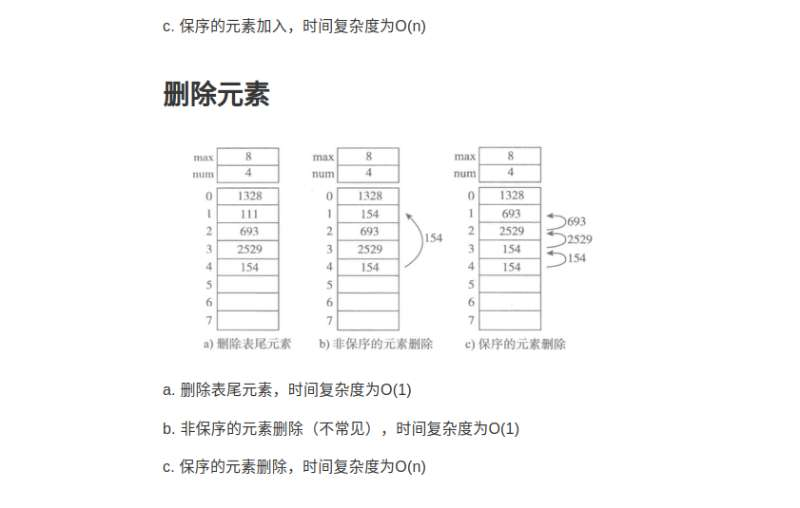 c. 保序的元素加入，时间复杂度为O(n)
删除元素
max 8 max 8 max 8
num 4 num 4 num 4
0 1328 0 1328 0 1328
1 111 1 154 1 693 693
2 693 2 693 2 2529 2529
3 2529 3 2529 154 3 154 154
4 154 4 154 4 154
5 5 5
6 6 6
7 7 7
a) 删除表尾元素 b) 非保序的元素删除 c) 保序的元素删除
a. 删除表尾元素，时间复杂度为O(1)
b. 非保序的元素删除（不常见），时间复杂度为O(1)
c. 保序的元素删除，时间复杂度为O(n)